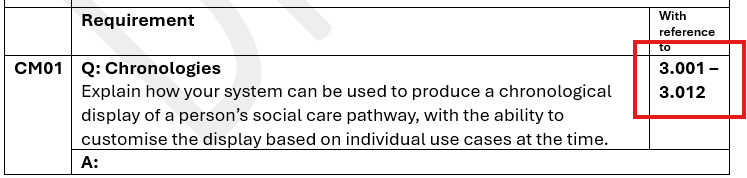 Requirement
With
reference
to
CM01
Q: Chronologies
3.001 –
3.012
Explain how your system can be used to produce a chronological
display of a person’s social care pathway, with the ability to
customise the display based on individual use cases at the time.
A: